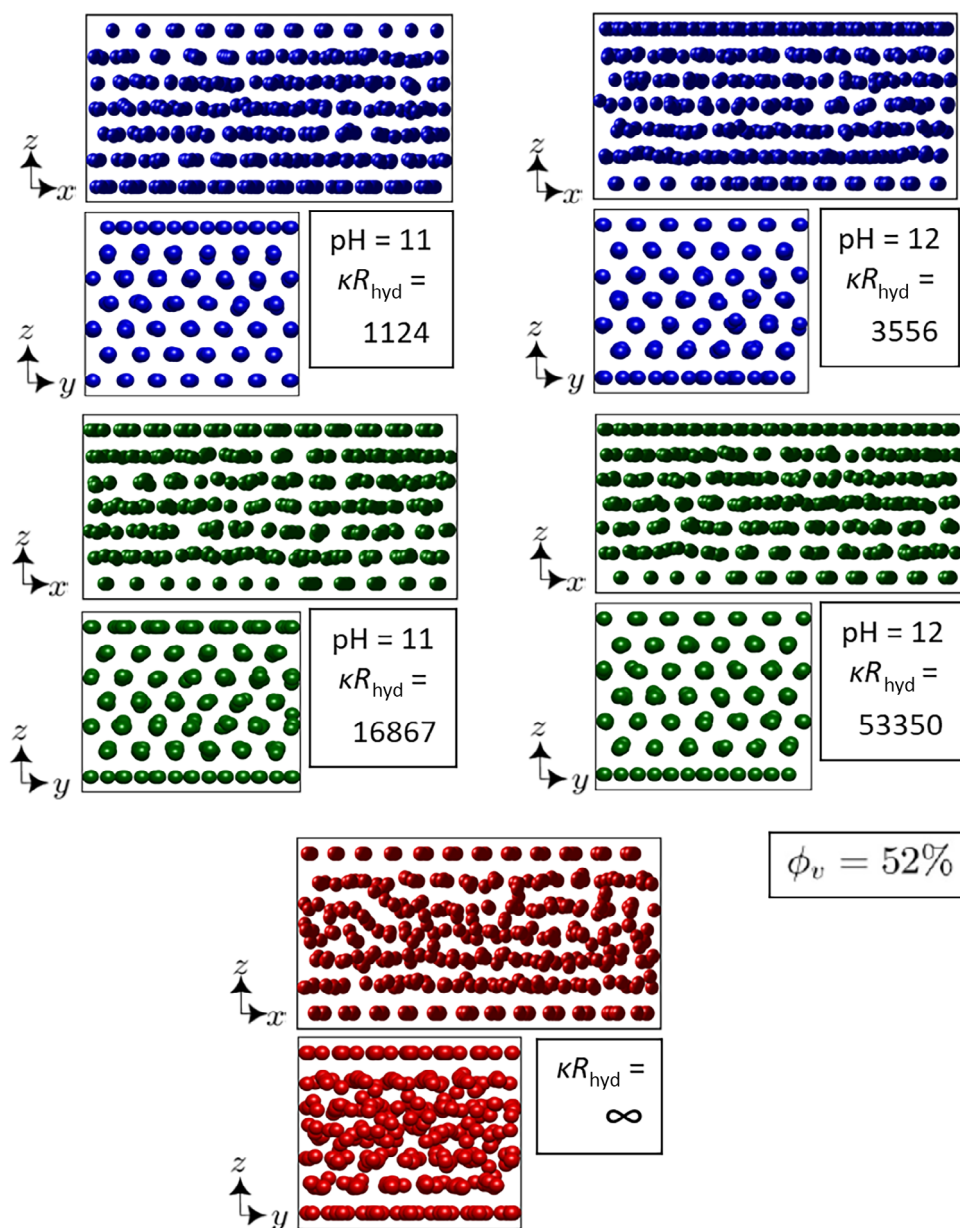 z
x
z
x
z
y
pH = 11
κR_hyd =
1124
z
y
pH = 12
κR_hyd =
3556
z
x
z
x
z
y
pH = 11
κR_hyd =
16867
z
y
pH = 12
κR_hyd =
53350
ϕ_v = 52%
z
x
z
y
κR_hyd =
∞